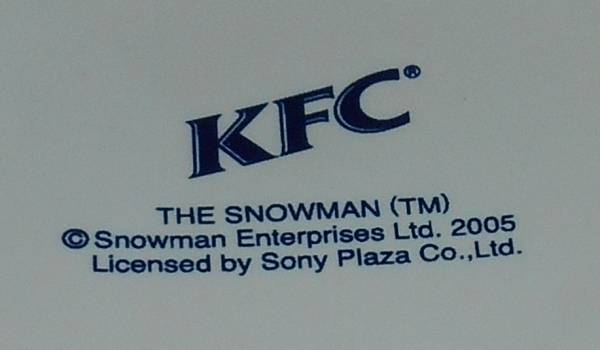 KFC®
THE SNOWMAN (TM)
© Snowman Enterprises Ltd. 2005
Licensed by Sony Plaza Co.,Ltd.